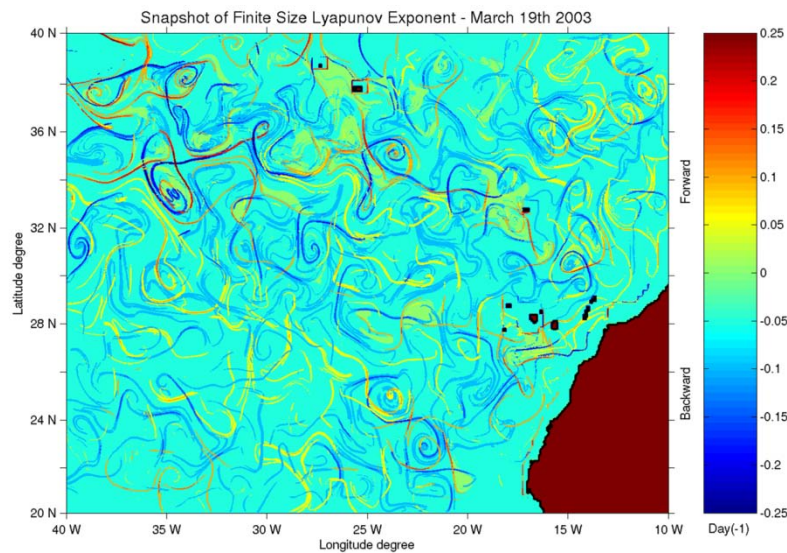 Snapshot of Finite Size Lyapunov Exponent - March 19th 2003
40 N
36 N
32 N
28 N
24 N
20 N
Latitude degree
40 W
35 W
30 W
25 W
20 W
15 W
10 W
Longitude degree
Forward
Backward
0.25
0.2
0.15
0.1
0.05
0
-0.05
-0.1
-0.15
-0.2
-0.25
Day(-1)